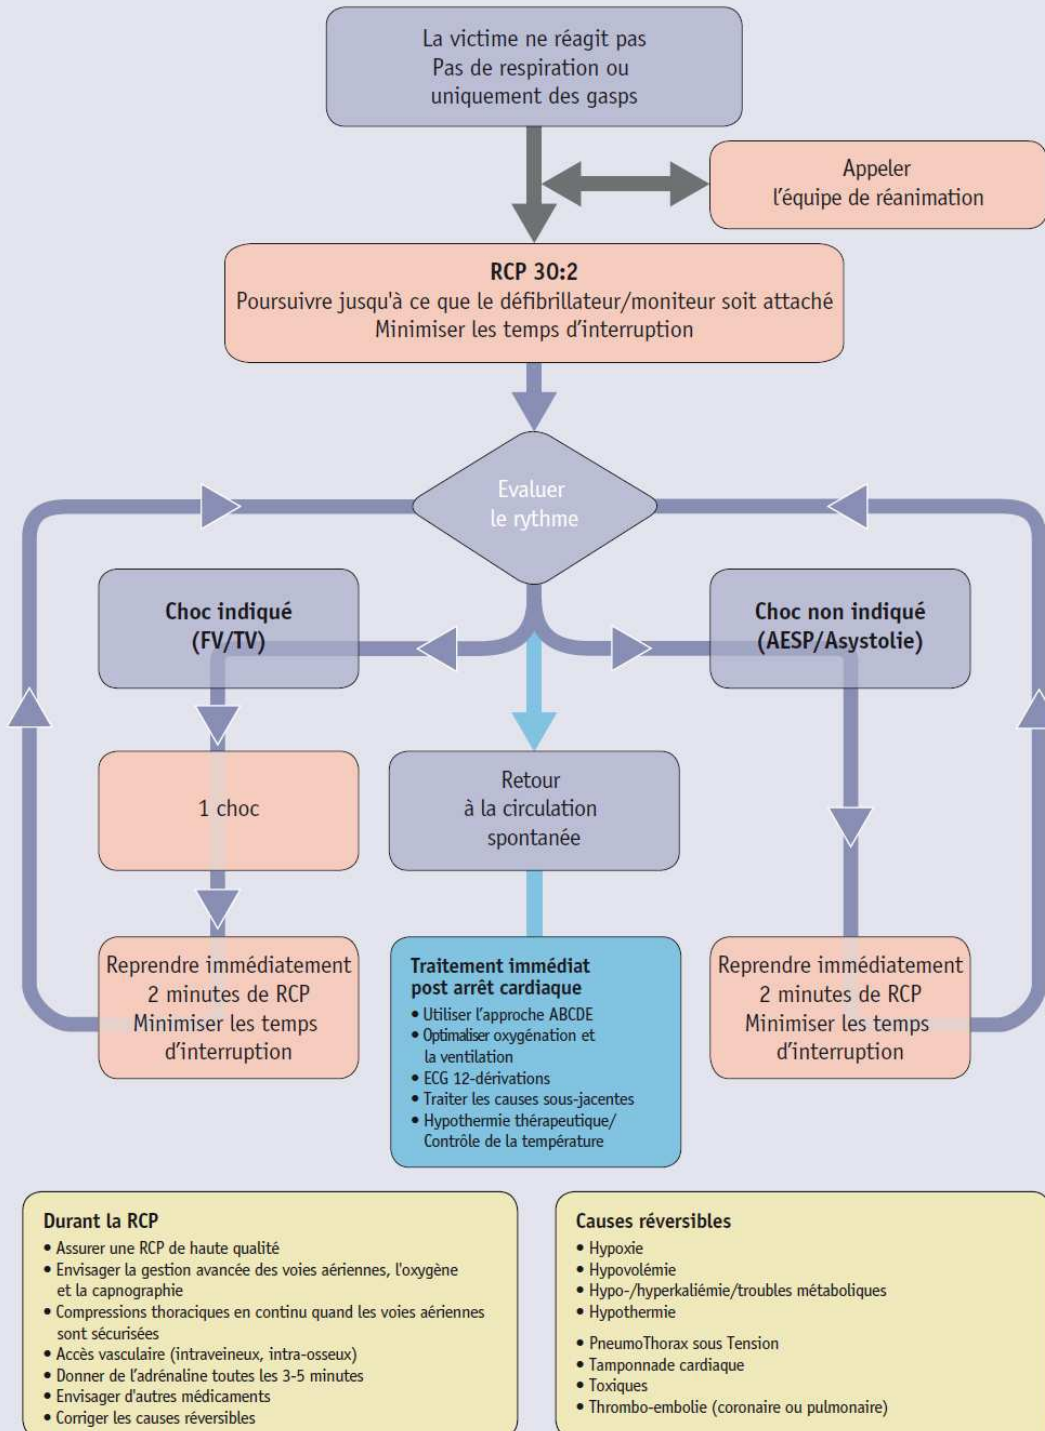 La victime ne réagit pas
Pas de respiration ou
uniquement des gasps
Appeler
l'équipe de réanimation
RCP 30:2
Poursuivre jusqu'à ce que le défibrillateur/moniteur soit attaché
Minimiser les temps d'interruption
Evaluer
le rythme
Choc indiqué
(FV/TV)
Choc non indiqué
(AESP/Asystolie)
1 choc
Retour
à la circulation
spontanée
Reprendre immédiatement
2 minutes de RCP
Minimiser les temps
d'interruption
Traitement immédiat
post arrêt cardiaque
• Utiliser l'approche ABCDE
• Optimaliser oxygénation et
la ventilation
• ECG 12-dérivations
• Traiter les causes sous-jacentes
• Hypothermie thérapeutique/
Contrôle de la température
Reprendre immédiatement
2 minutes de RCP
Minimiser les temps
d'interruption
Durant la RCP
• Assurer une RCP de haute qualité
• Envisager la gestion avancée des voies aériennes, l'oxygène
et la capnographie
• Compressions thoraciques en continu quand les voies aériennes
sont sécurisées
• Accès vasculaire (intraveineux, intra-osseux)
• Donner de l'adrénaline toutes les 3-5 minutes
• Envisager d'autres médicaments
• Corriger les causes réversibles
Causes réversibles
• Hypoxie
• Hypovolémie
• Hypo-/hyperkaliémie/troubles métaboliques
• Hypothermie
• PneumoThorax sous Tension
• Tamponnade cardiaque
• Toxiques
• Thrombo-embolie (coronaire ou pulmonaire)